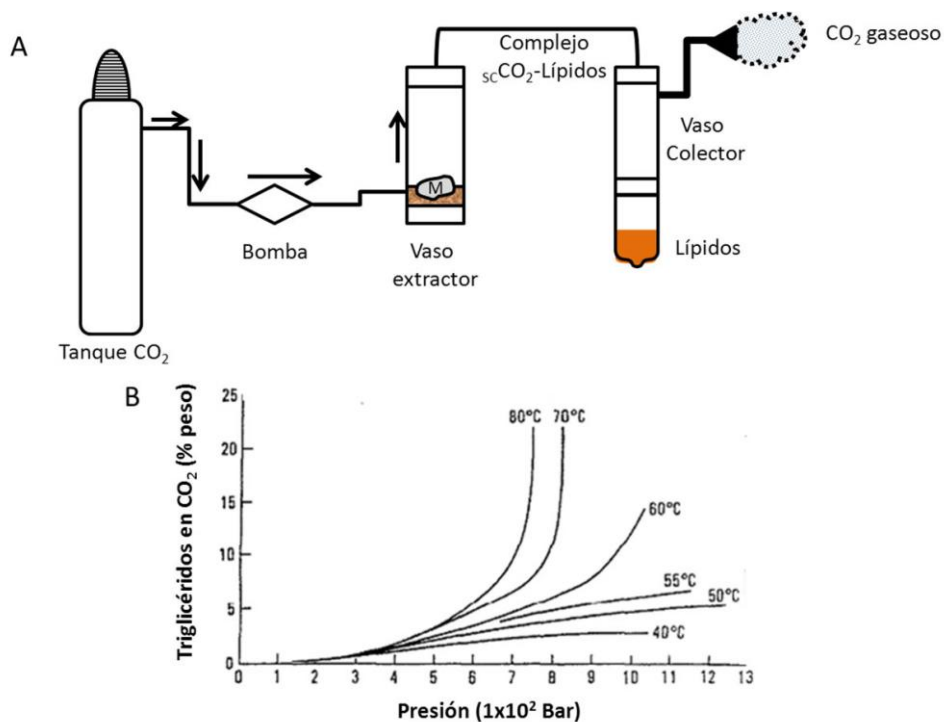 A
Complejo
SCCO2-Lípidos
CO2 gaseoso
Vaso
Colector
M
Bomba
Vaso
extractor
Lípidos
Tanque CO2
B
Triglicéridos en CO2 (% peso)
25
20
15
10
5
0
80°C
70°C
60°C
55°C
50°C
40°C
0 1 2 3 4 5 6 7 8 9 10 11 12 13
Presión (1x10² Bar)